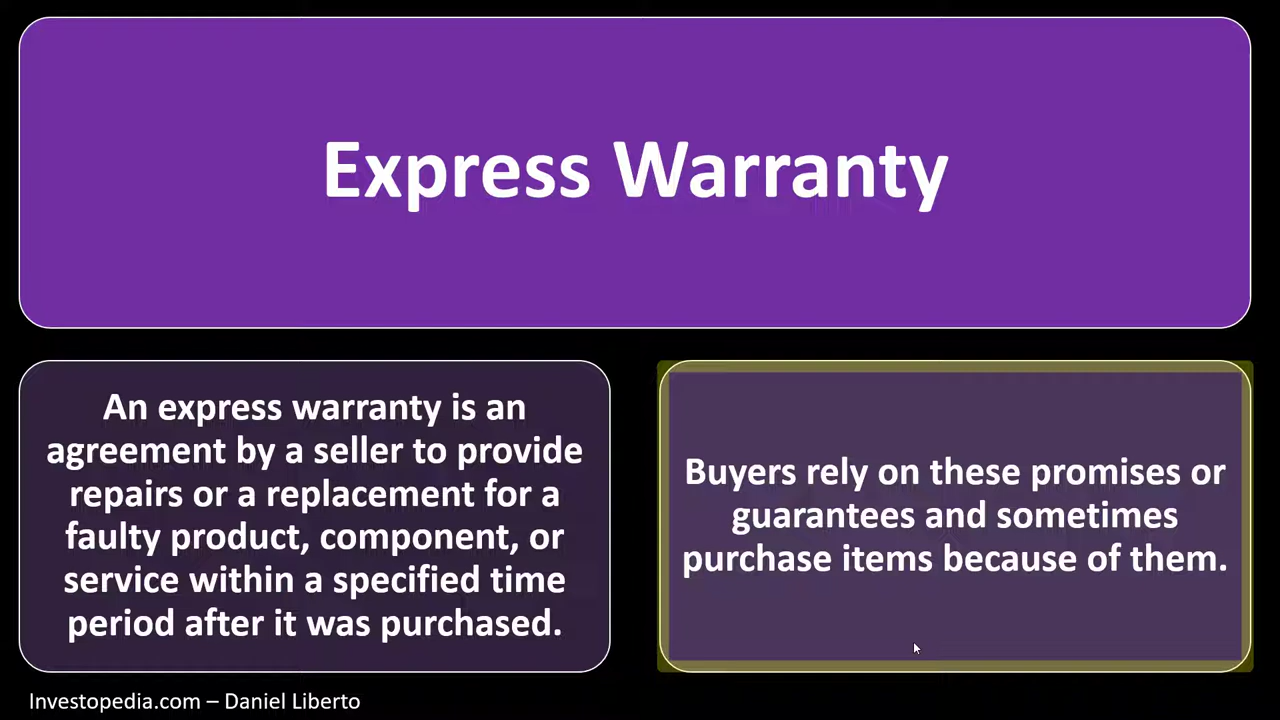 Express Warranty
An express warranty is an
agreement by a seller to provide
repairs or a replacement for a
faulty product, component, or
service within a specified time
period after it was purchased.
Buyers rely on these promises or
guarantees and sometimes
purchase items because of them.
Investopedia.com – Daniel Liberto